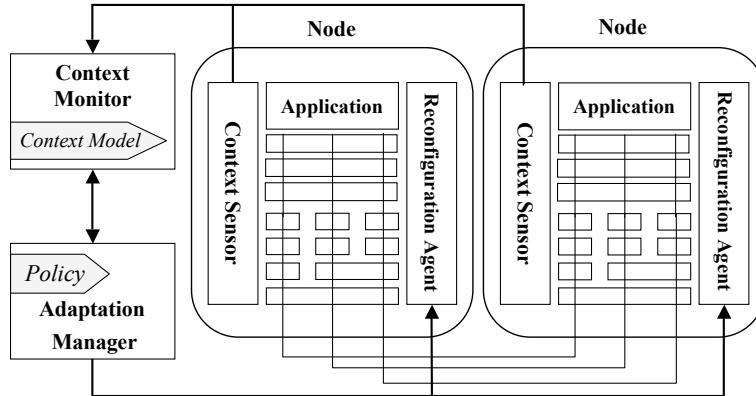 Node
Node
Context
Monitor
Context Model
Policy
Adaptation
Manager
Context Sensor
Application
Reconfiguration Agent
Context Sensor
Application
Reconfiguration Agent